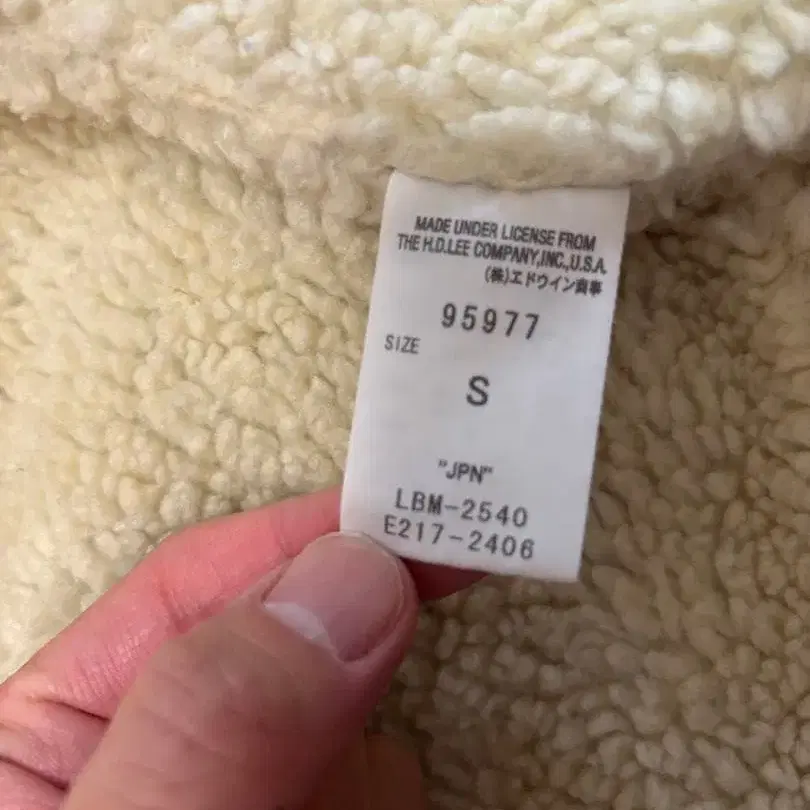 MADE UNDER LICENSE FROM
THE H.D.LEE COMPANY,INC.,U.S.A.
(株)エドウイン商事
95977
SIZE
S
"JPN"
LBM-2540
E217-2406